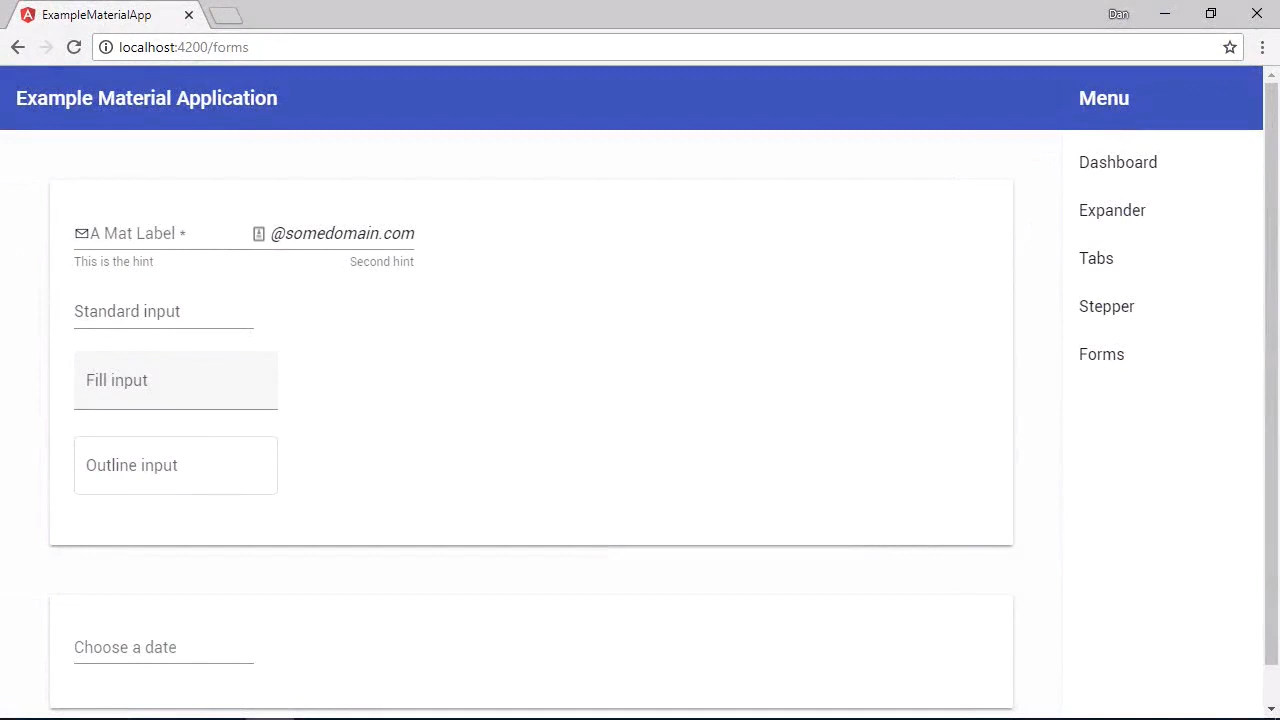 ExampleMaterialApp
Dan
localhost:4200/forms
Example Material Application
Menu
A Mat Label *
@somedomain.com
This is the hint
Second hint
Standard input
Fill input
Outline input
Choose a date
Dashboard
Expander
Tabs
Stepper
Forms